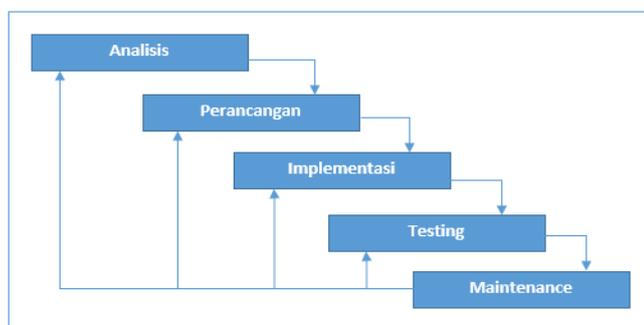 Analisis
Perancangan
Implementasi
Testing
Maintenance